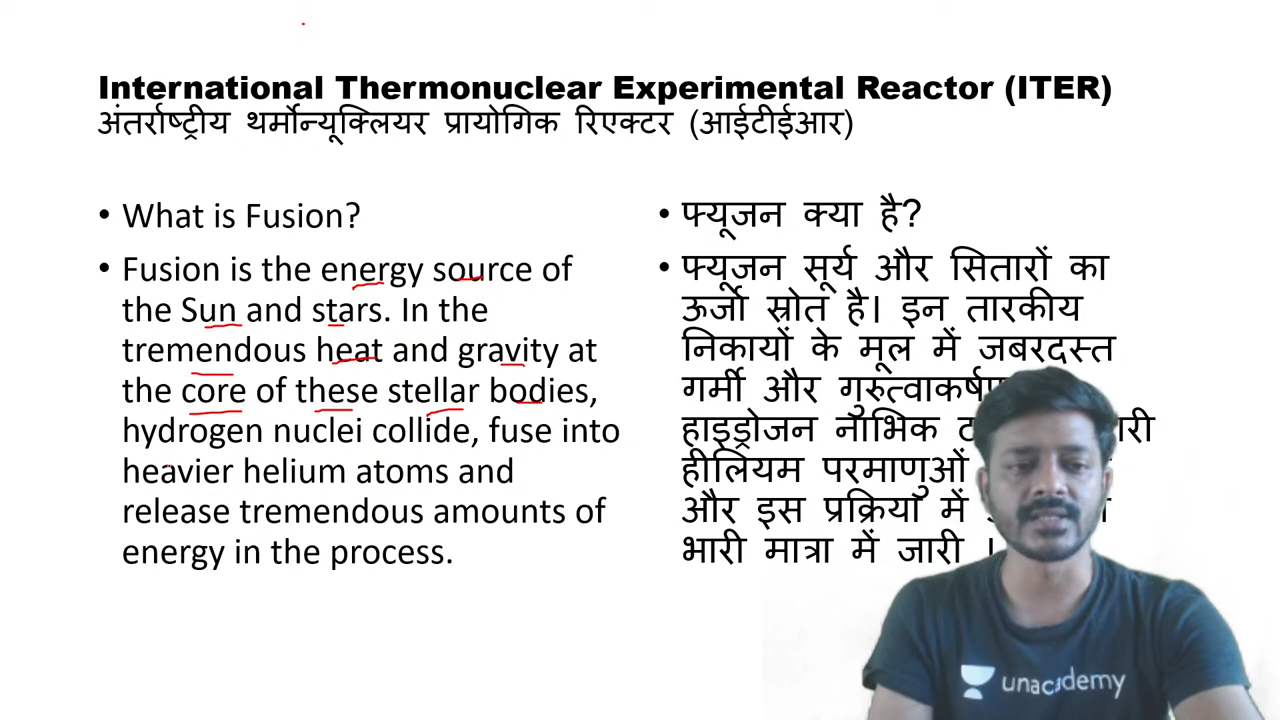 International Thermonuclear Experimental Reactor (ITER)
अंतर्राष्ट्रीय थर्मोन्यूक्लियर प्रायोगिक रिएक्टर (आईटीईआर)
• What is Fusion?
• Fusion is the energy source of
the Sun and stars. In the
tremendous heat and gravity at
the core of these stellar bodies,
hydrogen nuclei collide, fuse into
heavier helium atoms and
release tremendous amounts of
energy in the process.
• फ्यूजन क्या है?
• फ्यूजन सूर्य और सितारों का
ऊर्जा स्रोत है। इन तारकीय
निकायों के मूल में जबरदस्त
गर्मी और
हाइड्रोजन नाभिक
हीलियम परमाणुओं
और इस प्रक्रिया में
भारी मात्रा में जारी ।
unacademy